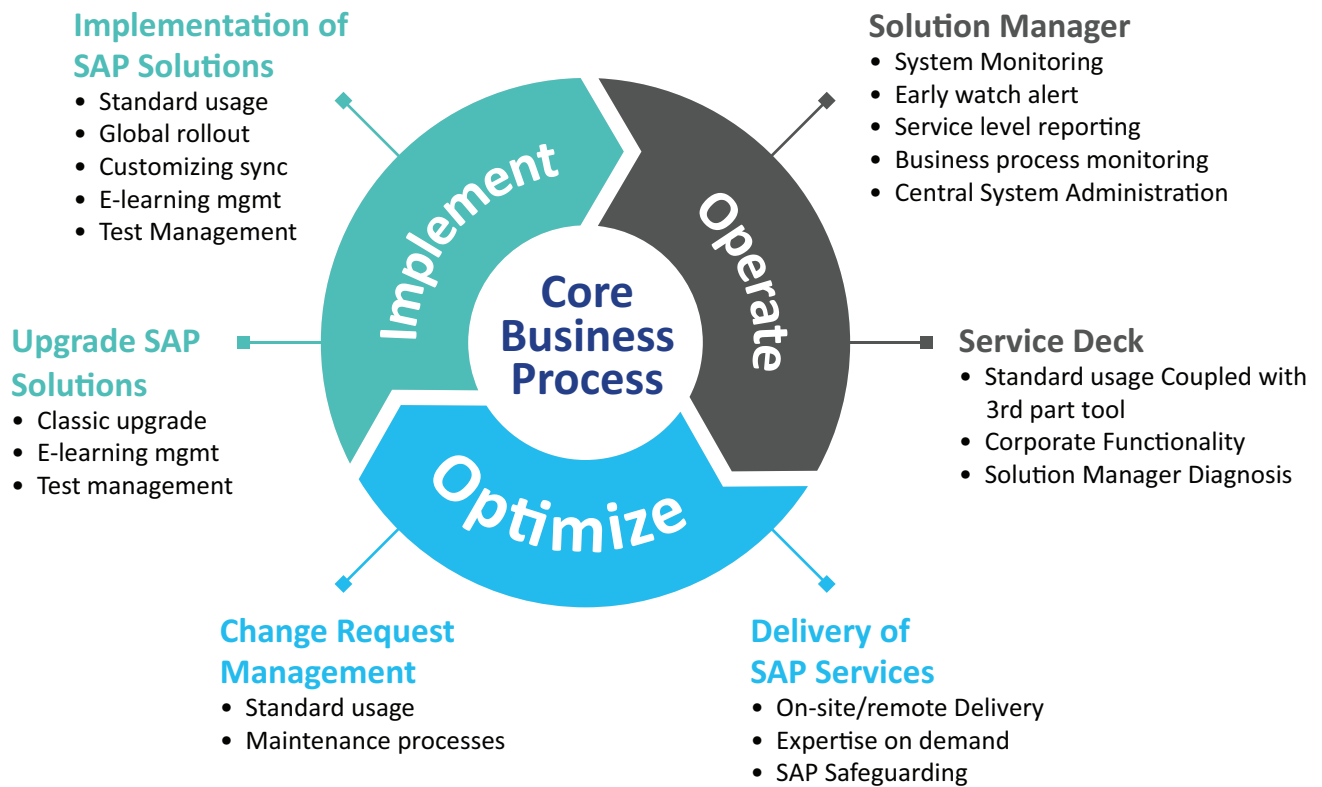 Implementation of
SAP Solutions
• Standard usage
• Global rollout
• Customizing sync
• E-learning mgmt
• Test Management
Solution Manager
• System Monitoring
• Early watch alert
• Service level reporting
• Business process monitoring
• Central System Administration
Implement
Operate
Optimize
Core
Business
Process
Upgrade SAP
Solutions
• Classic upgrade
• E-learning mgmt
• Test management
Service Deck
• Standard usage Coupled with
3rd part tool
• Corporate Functionality
• Solution Manager Diagnosis
Change Request
Management
• Standard usage
• Maintenance processes
Delivery of
SAP Services
• On-site/remote Delivery
• Expertise on demand
• SAP Safeguarding